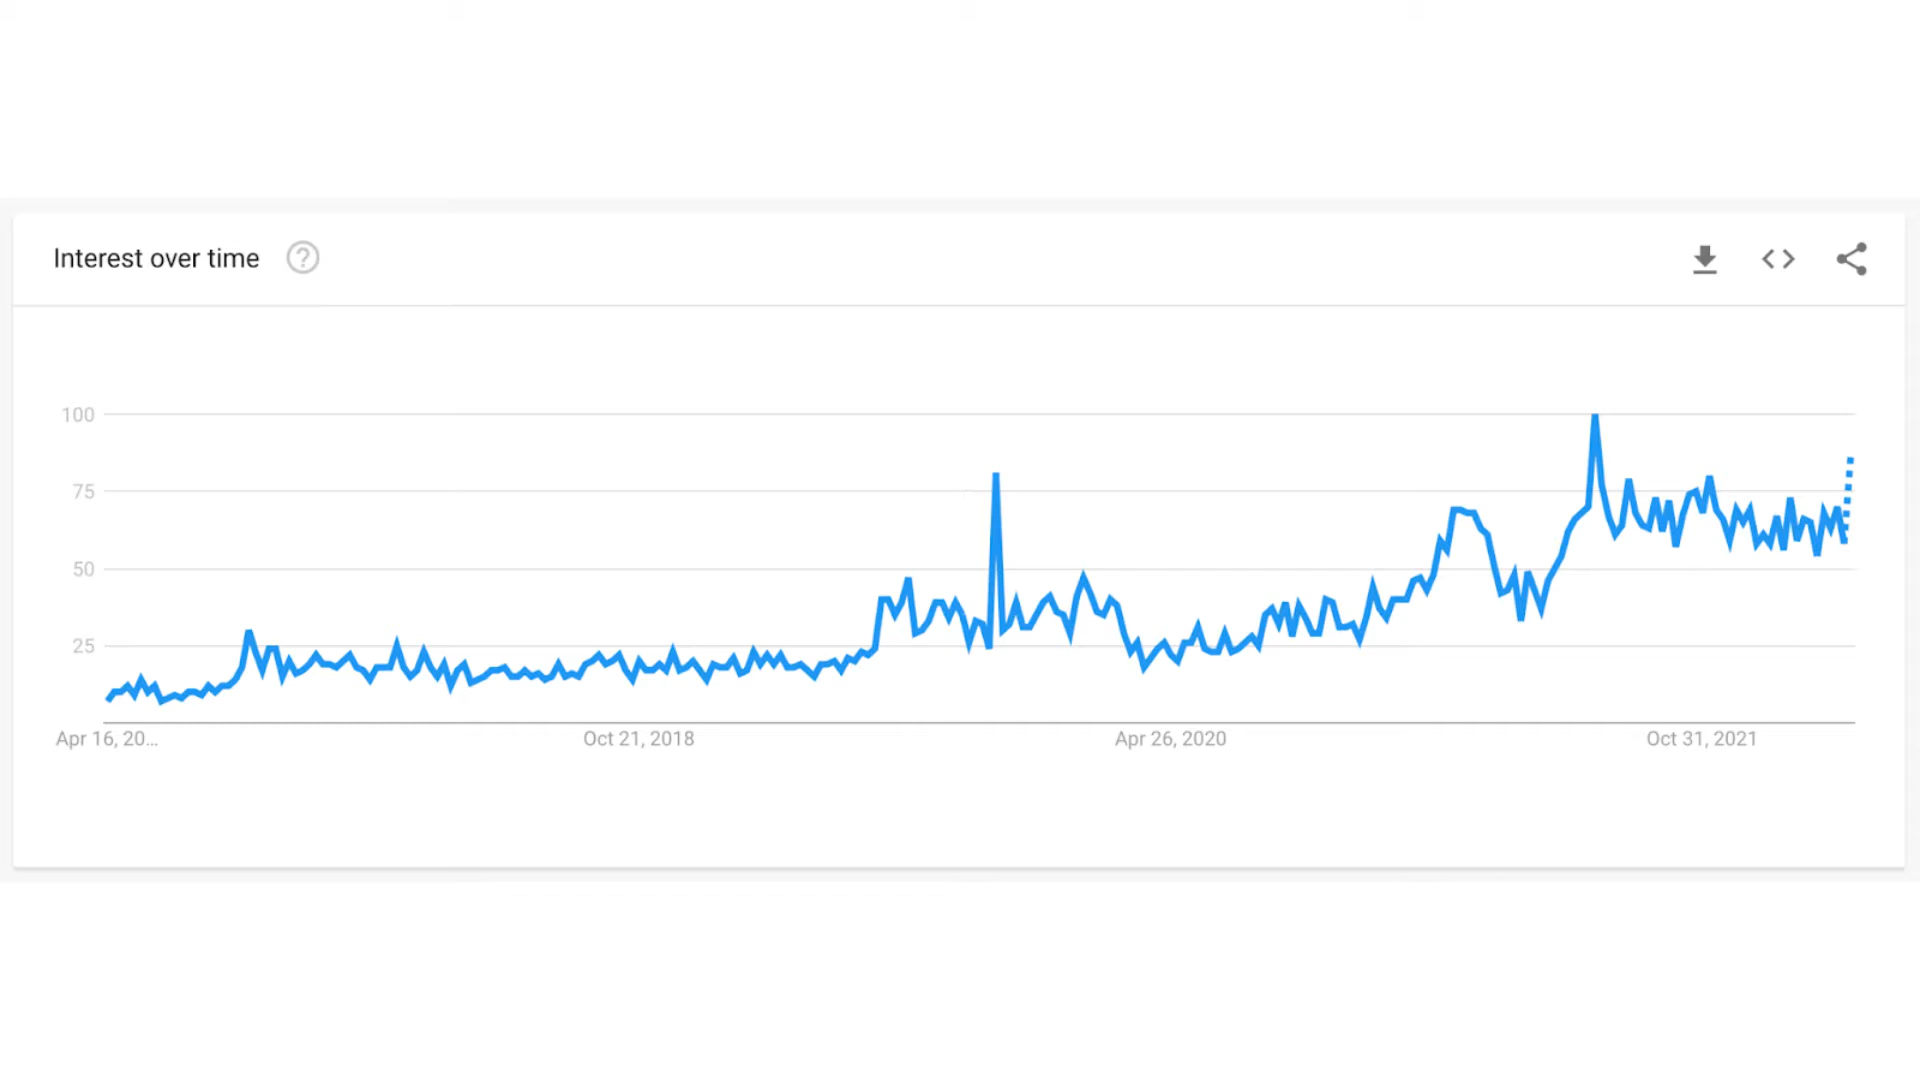 Interest over time ?
100
75
50
25
Apr 16, 20...
Oct 21, 2018
Apr 26, 2020
Oct 31, 2021